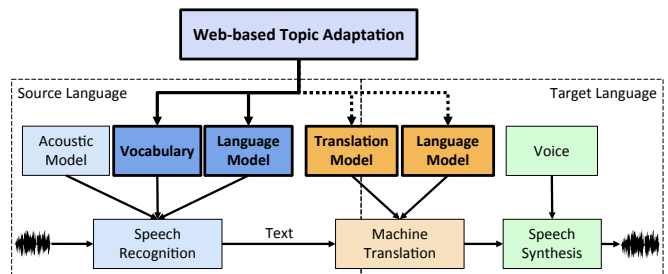 Web-based Topic Adaptation
Source Language
Target Language
Acoustic
Model
Vocabulary
Language
Model
Translation
Model
Language
Model
Voice
Speech
Recognition
Text
Machine
Translation
Speech
Synthesis